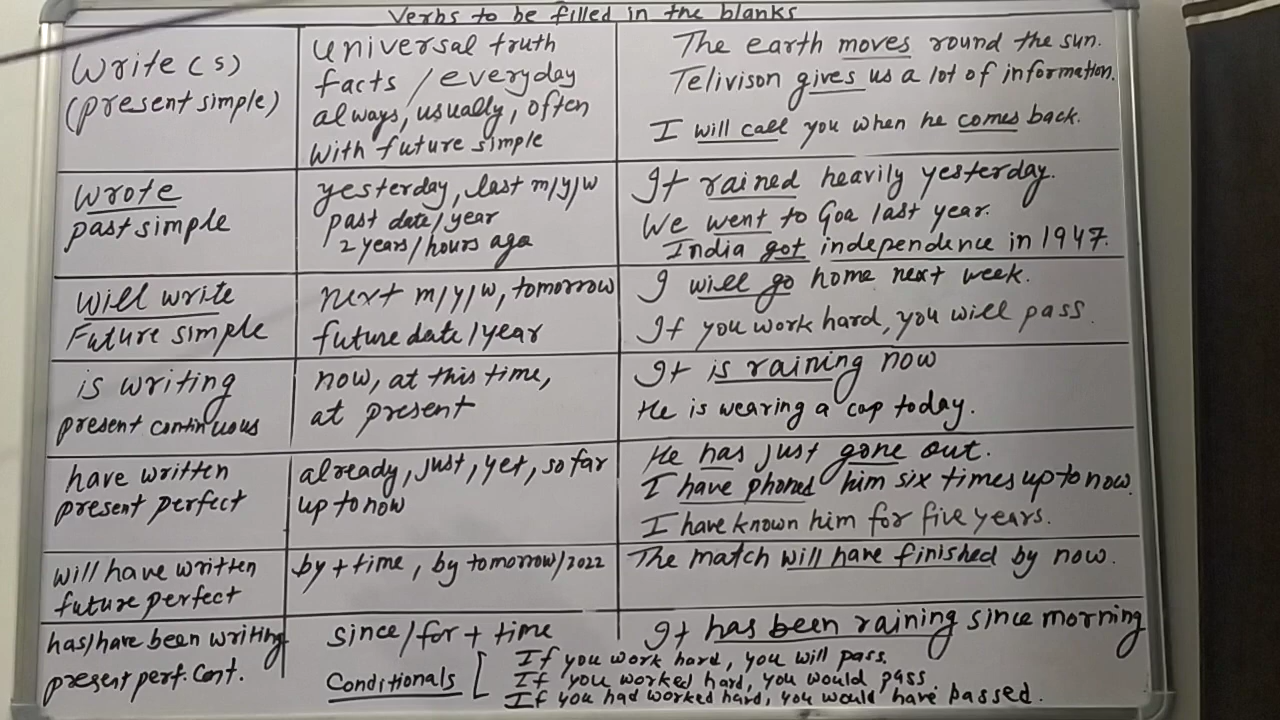 Verbs to be filled in the blanks
Write(s)
(present simple)
universal truth
facts / everyday
always, usually, often
with future simple
The earth moves round the sun.
Telivison gives us a lot of information.
I will call you when he comes back.
Wrote
past simple
yesterday, last m/y/w
past date/year
2 years/hours aga
It rained heavily yesterday.
We went to Goa last year.
India got independence in 1947.
will write
Future simple
next m/y/w, tomorrow
future date/year
I will go home next week.
If you work hard, you will pass.
is writing
present continuous
now, at this time,
at present
It is raining now
He is wearing a cap today.
have written
present perfect
already, just, yet, so far
up to now
He has just gone out.
I have phoned him six times up to now.
I have known him for five years.
will have written
future perfect
by + time, by tomorrow/2022
The match will have finished by now.
has/have been writing
present perf. Cont.
since/for + time
It has been raining since morning
Conditionals
If you work hard, you will pass.
If you worked hard, you would pass
If you had worked hard, you would have passed.